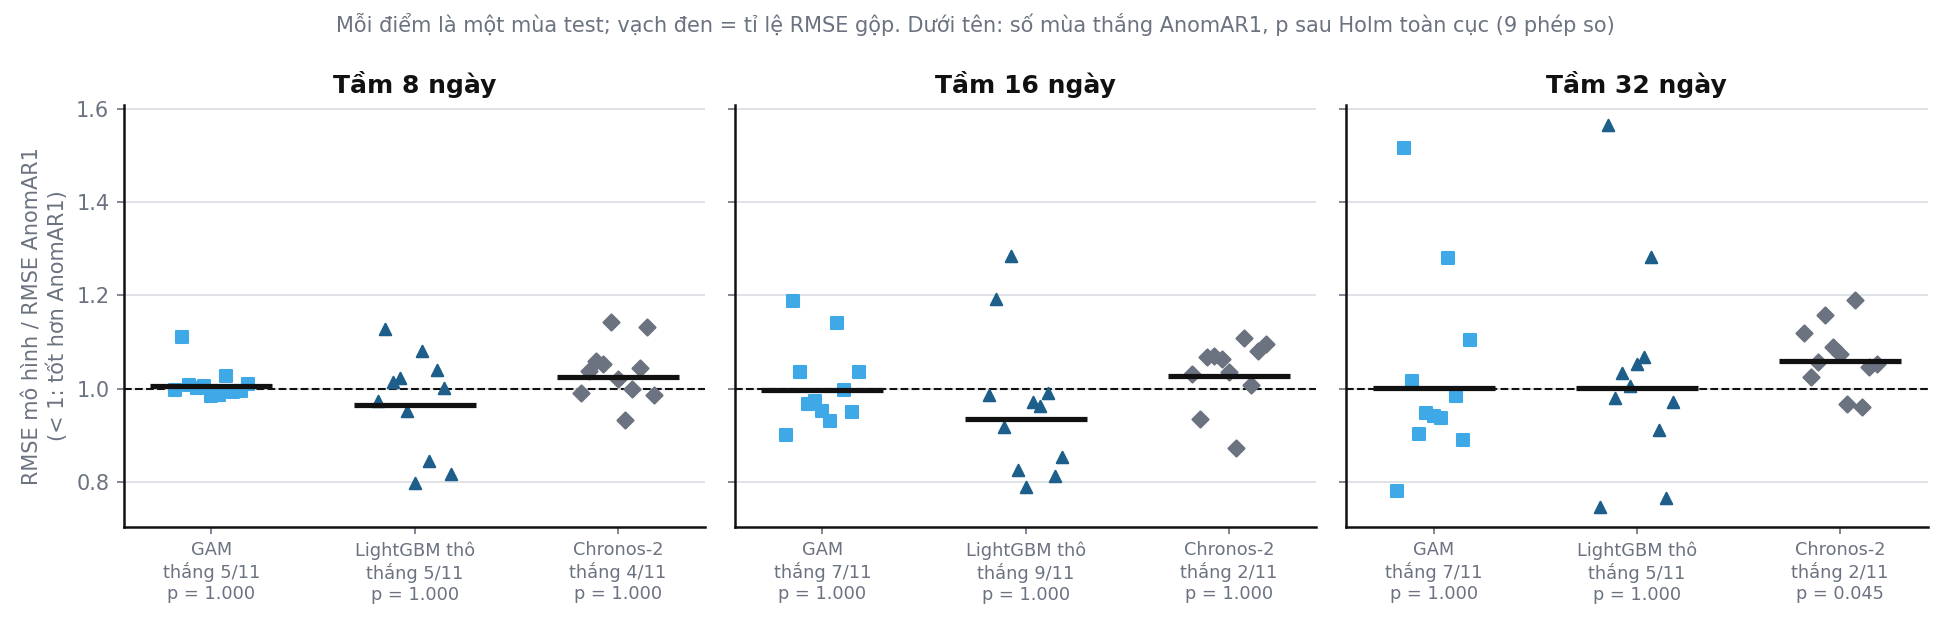 Mỗi điểm là một mùa test; vạch đen = tỉ lệ RMSE gộp. Dưới tên: số mùa thắng AnomAR1, p sau Holm toàn cục (9 phép so)
Tầm 8 ngày
Tầm 16 ngày
Tầm 32 ngày
RMSE mô hình / RMSE AnomAR1
(< 1: tốt hơn AnomAR1)
1.6
1.4
1.2
1.0
0.8
GAM
thắng 5/11
p = 1.000
LightGBM thô
thắng 5/11
p = 1.000
Chronos-2
thắng 4/11
p = 1.000
GAM
thắng 7/11
p = 1.000
LightGBM thô
thắng 9/11
p = 1.000
Chronos-2
thắng 2/11
p = 1.000
GAM
thắng 7/11
p = 1.000
LightGBM thô
thắng 5/11
p = 1.000
Chronos-2
thắng 2/11
p = 0.045